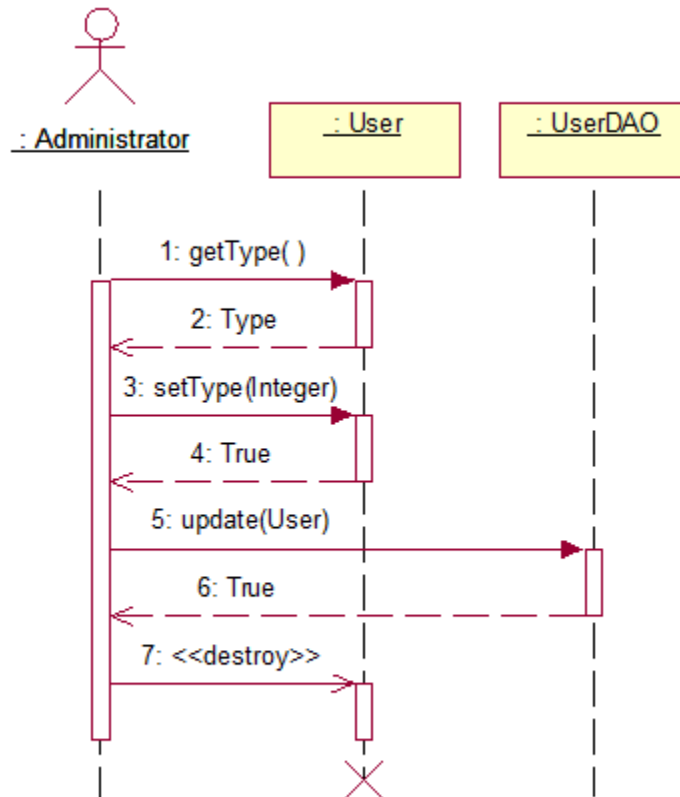 : Administrator
: User
: UserDAO
1: getType( )
2: Type
3: setType(Integer)
4: True
5: update(User)
6: True
7: <<destroy>>